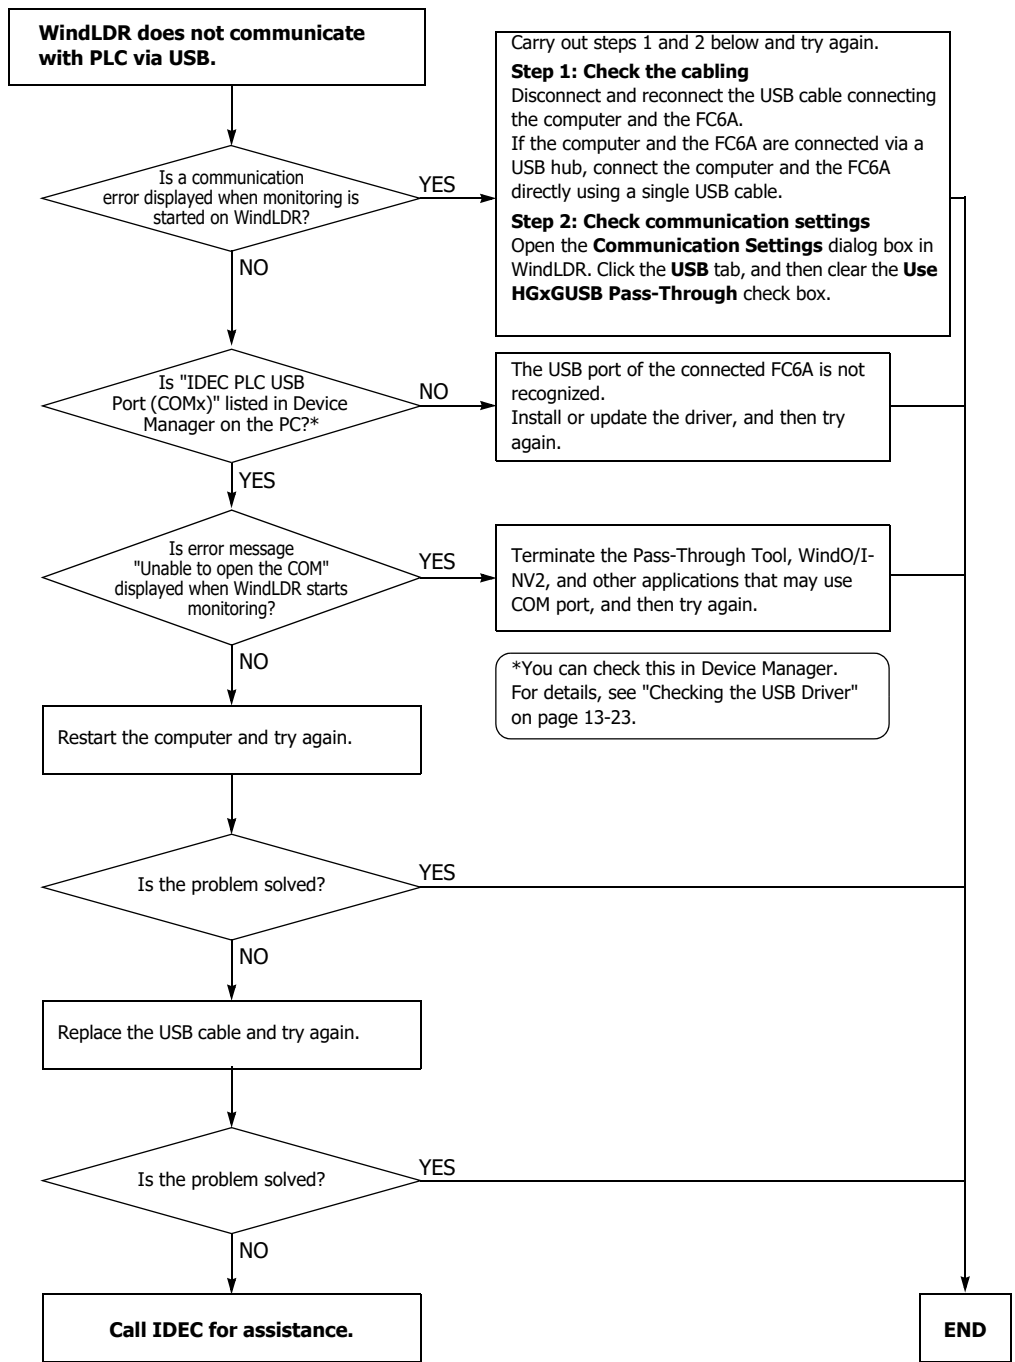 WindLDR does not communicate
with PLC via USB.
Is a communication
error displayed when monitoring is
started on WindLDR?
YES
Carry out steps 1 and 2 below and try again.
Step 1: Check the cabling
Disconnect and reconnect the USB cable connecting
the computer and the FC6A.
If the computer and the FC6A are connected via a
USB hub, connect the computer and the FC6A
directly using a single USB cable.
Step 2: Check communication settings
Open the Communication Settings dialog box in
WindLDR. Click the USB tab, and then clear the Use
HGxGUSB Pass-Through check box.
NO
Is "IDEC PLC USB
Port (COMx)" listed in Device
Manager on the PC?*
NO
The USB port of the connected FC6A is not
recognized.
Install or update the driver, and then try
again.
YES
Is error message
"Unable to open the COM"
displayed when WindLDR starts
monitoring?
YES
Terminate the Pass-Through Tool, WindO/I-
NV2, and other applications that may use
COM port, and then try again.
NO
*You can check this in Device Manager.
For details, see "Checking the USB Driver"
on page 13-23.
Restart the computer and try again.
Is the problem solved?
YES
NO
Replace the USB cable and try again.
Is the problem solved?
YES
NO
Call IDEC for assistance.
END